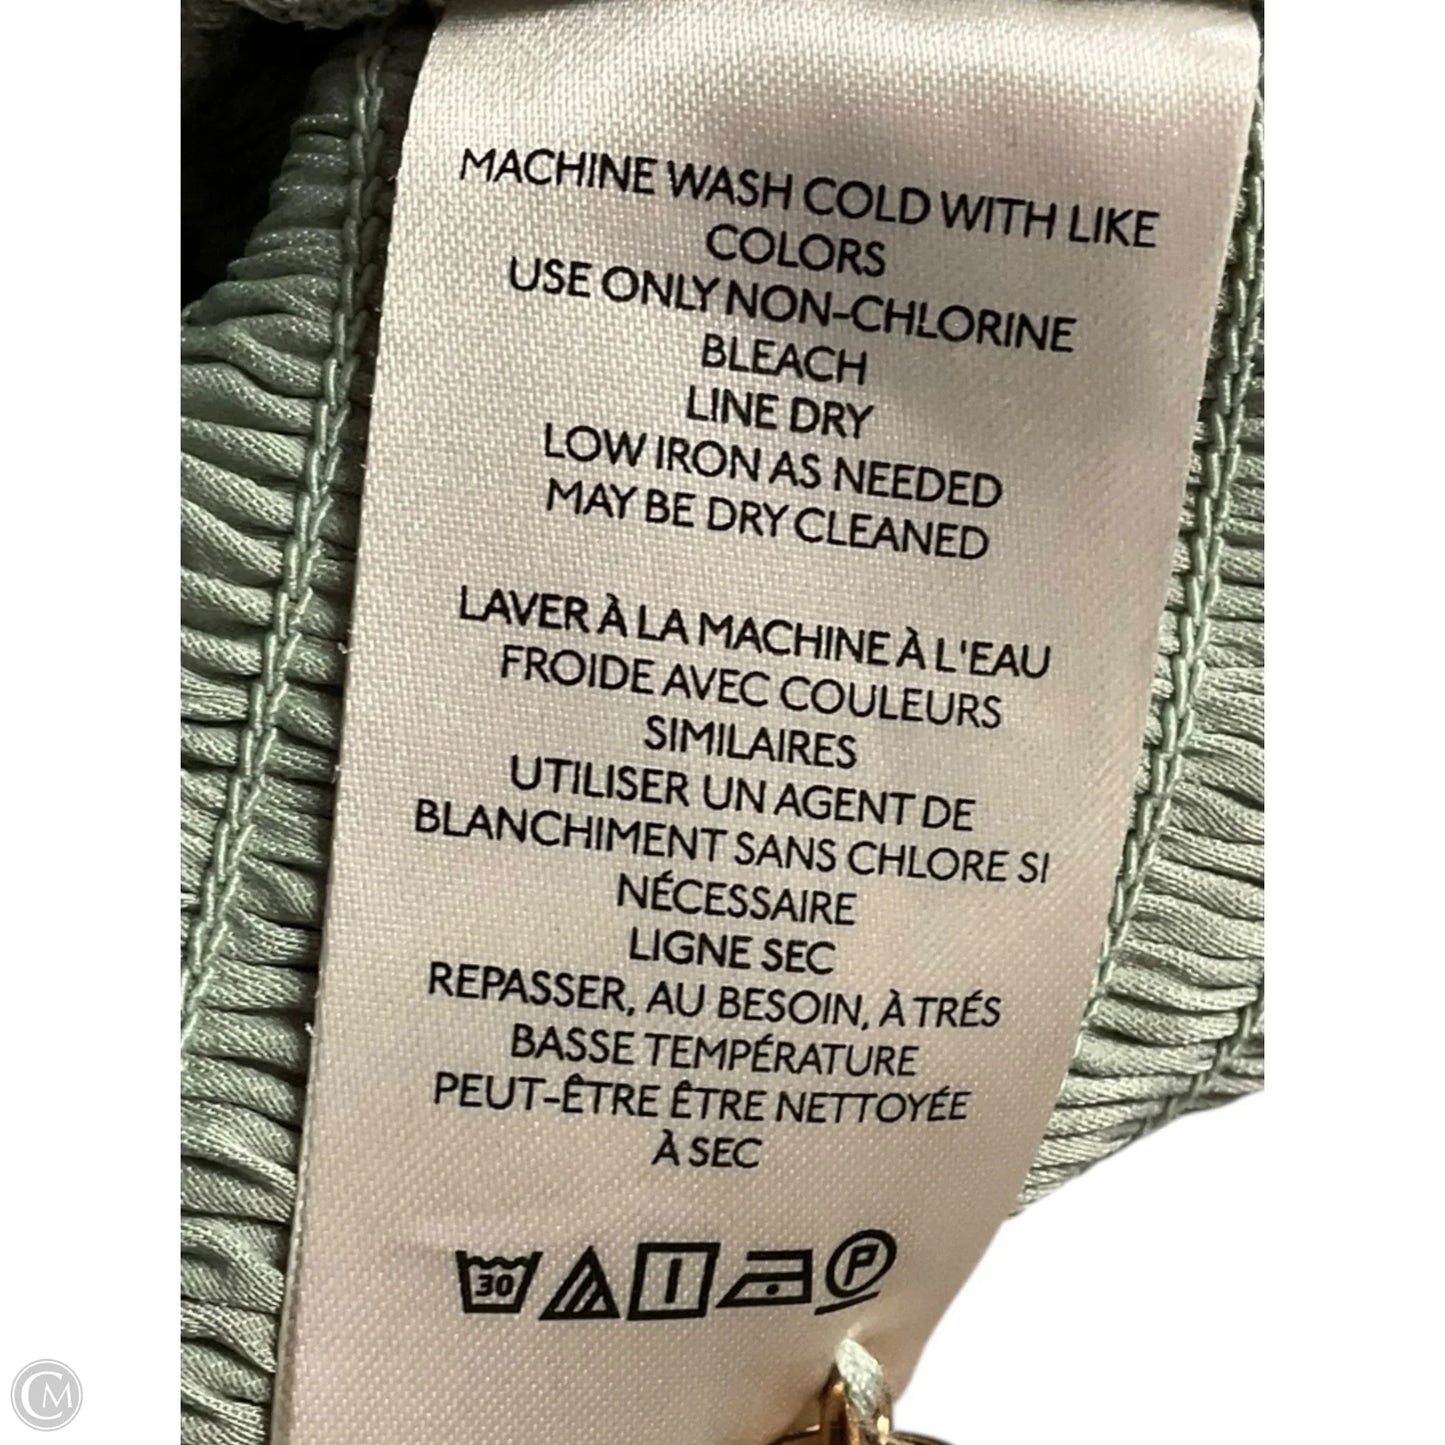 MACHINE WASH COLD WITH LIKE
COLORS
USE ONLY NON-CHLORINE
BLEACH
LINE DRY
LOW IRON AS NEEDED
MAY BE DRY CLEANED
LAVER À LA MACHINE À L'EAU
FROIDE AVEC COULEURS
SIMILAIRES
UTILISER UN AGENT DE
BLANCHIMENT SANS CHLORE SI
NÉCESSAIRE
LIGNE SEC
REPASSER, AU BESOIN, À TRÉS
BASSE TEMPÉRATURE
PEUT-ÊTRE ÊTRE NETTOYÉE
À SEC
30 P
CM